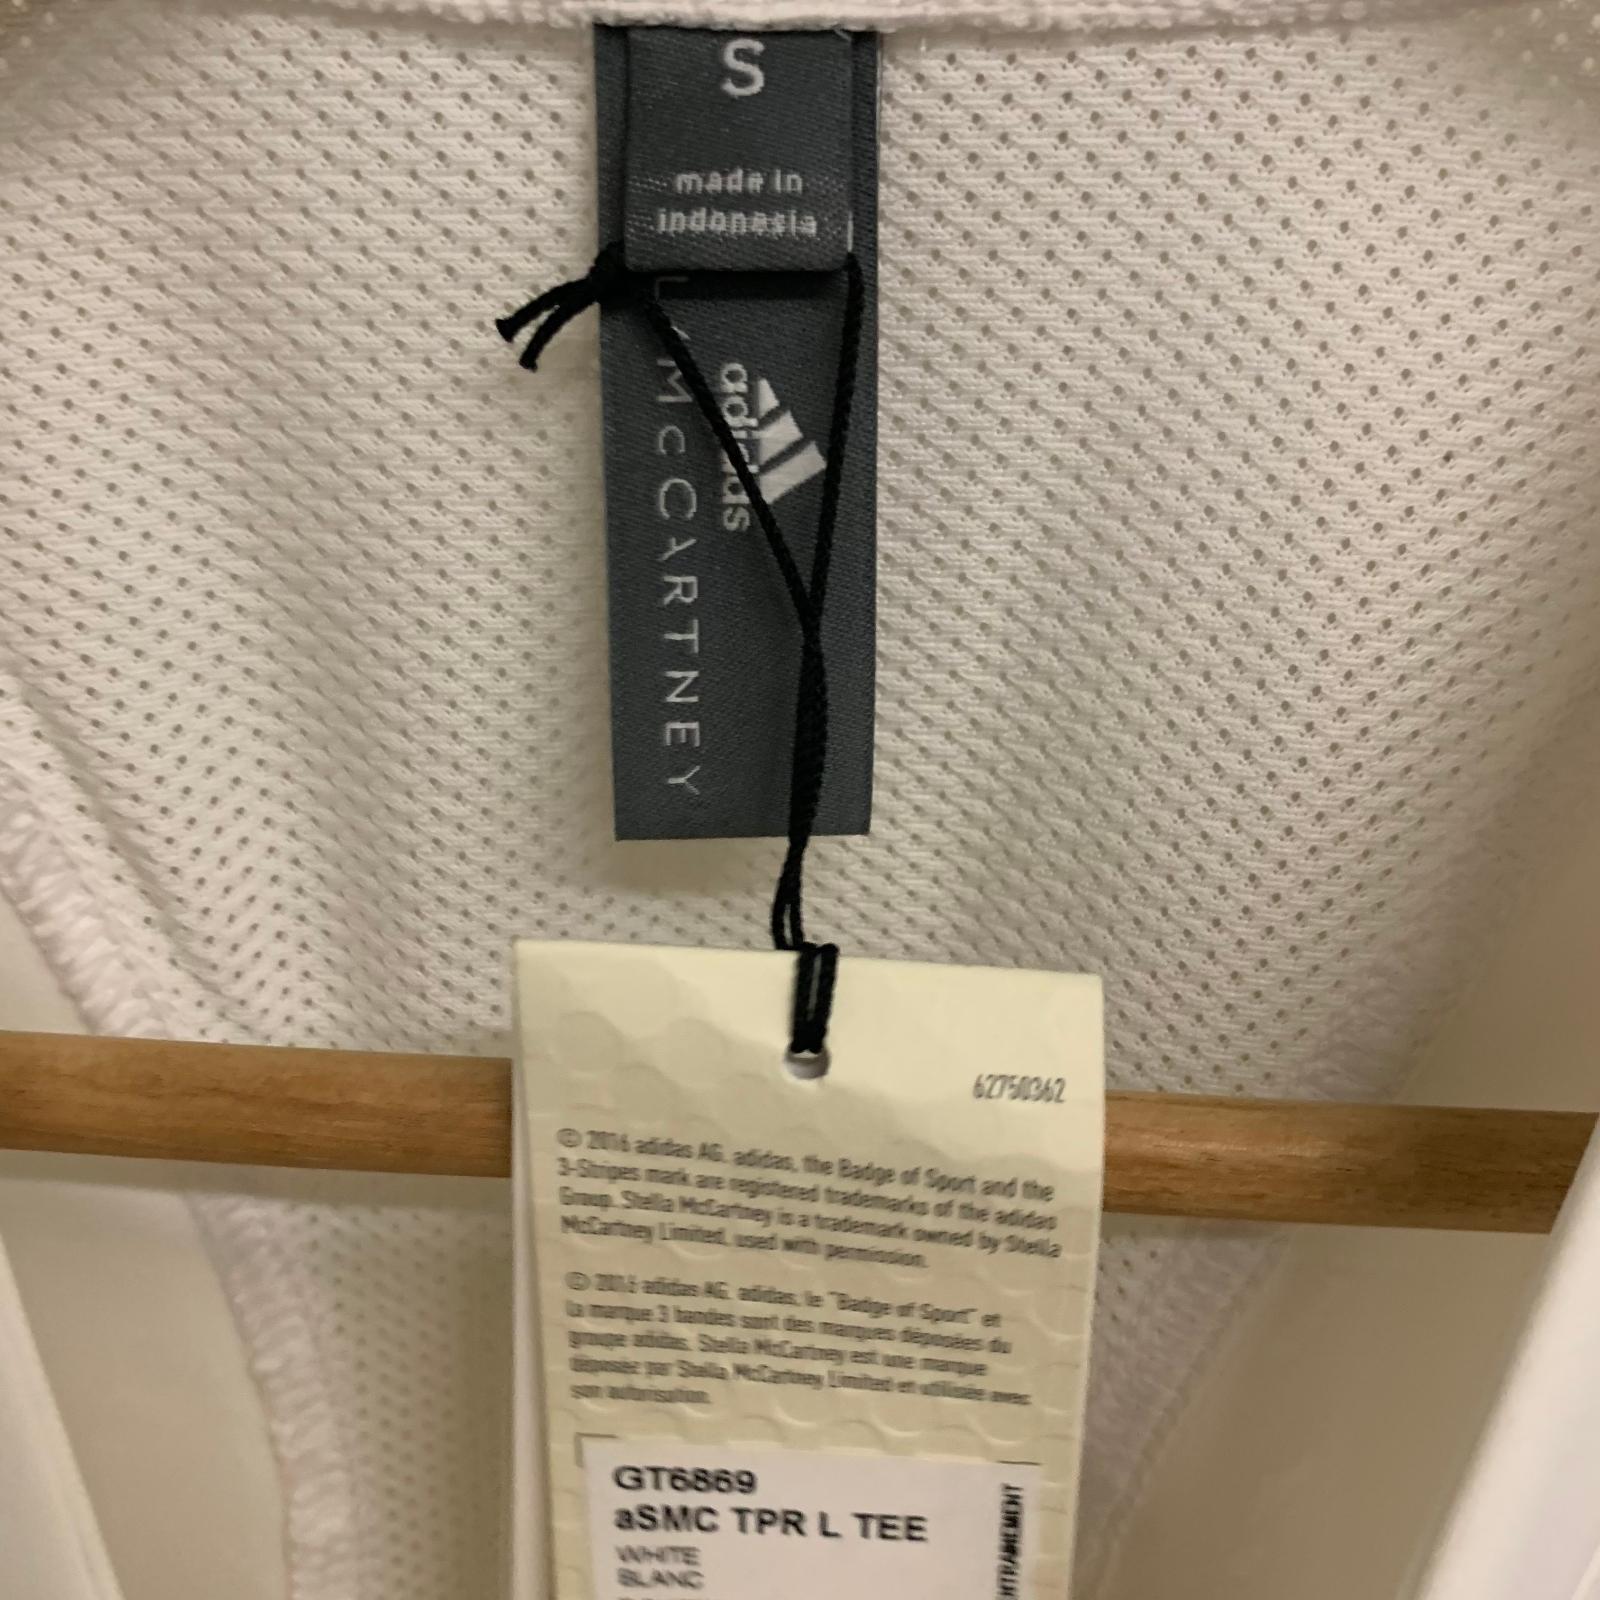 S
made in
indonesia
adidas
McCARTNEY
62750362
© 2016 adidas AG. adidas, the Badge of Sport and the
3-Stripes mark are registered trademarks of the adidas
Group. Stella McCartney is a trademark owned by Stella
McCartney Limited, used with permission.
© 2016 adidas AG. adidas, le "Badge of Sport" et
la marque 3 bandes sont des marques déposées du
groupe adidas. Stella McCartney est une marque
déposée par Stella McCartney Limited et utilisée avec
son autorisation.
GT6869
aSMC TPR L TEE
WHITE
BLANC